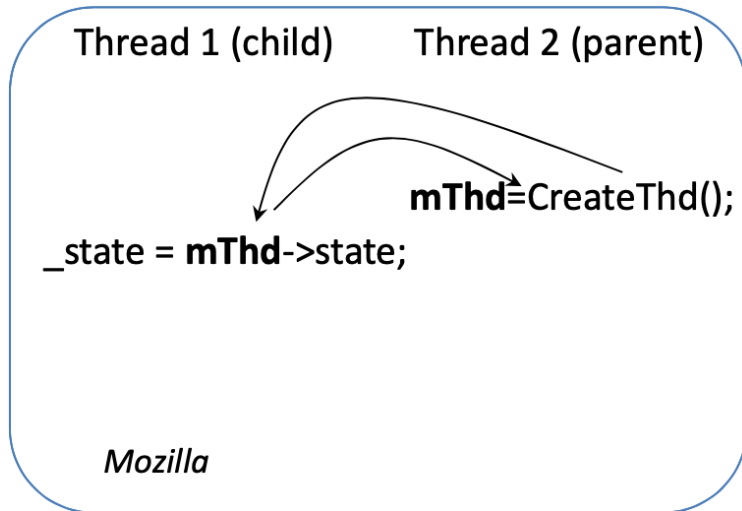 Thread 1 (child) Thread 2 (parent)
mThd=CreateThd();
_state = mThd->state;
Mozilla